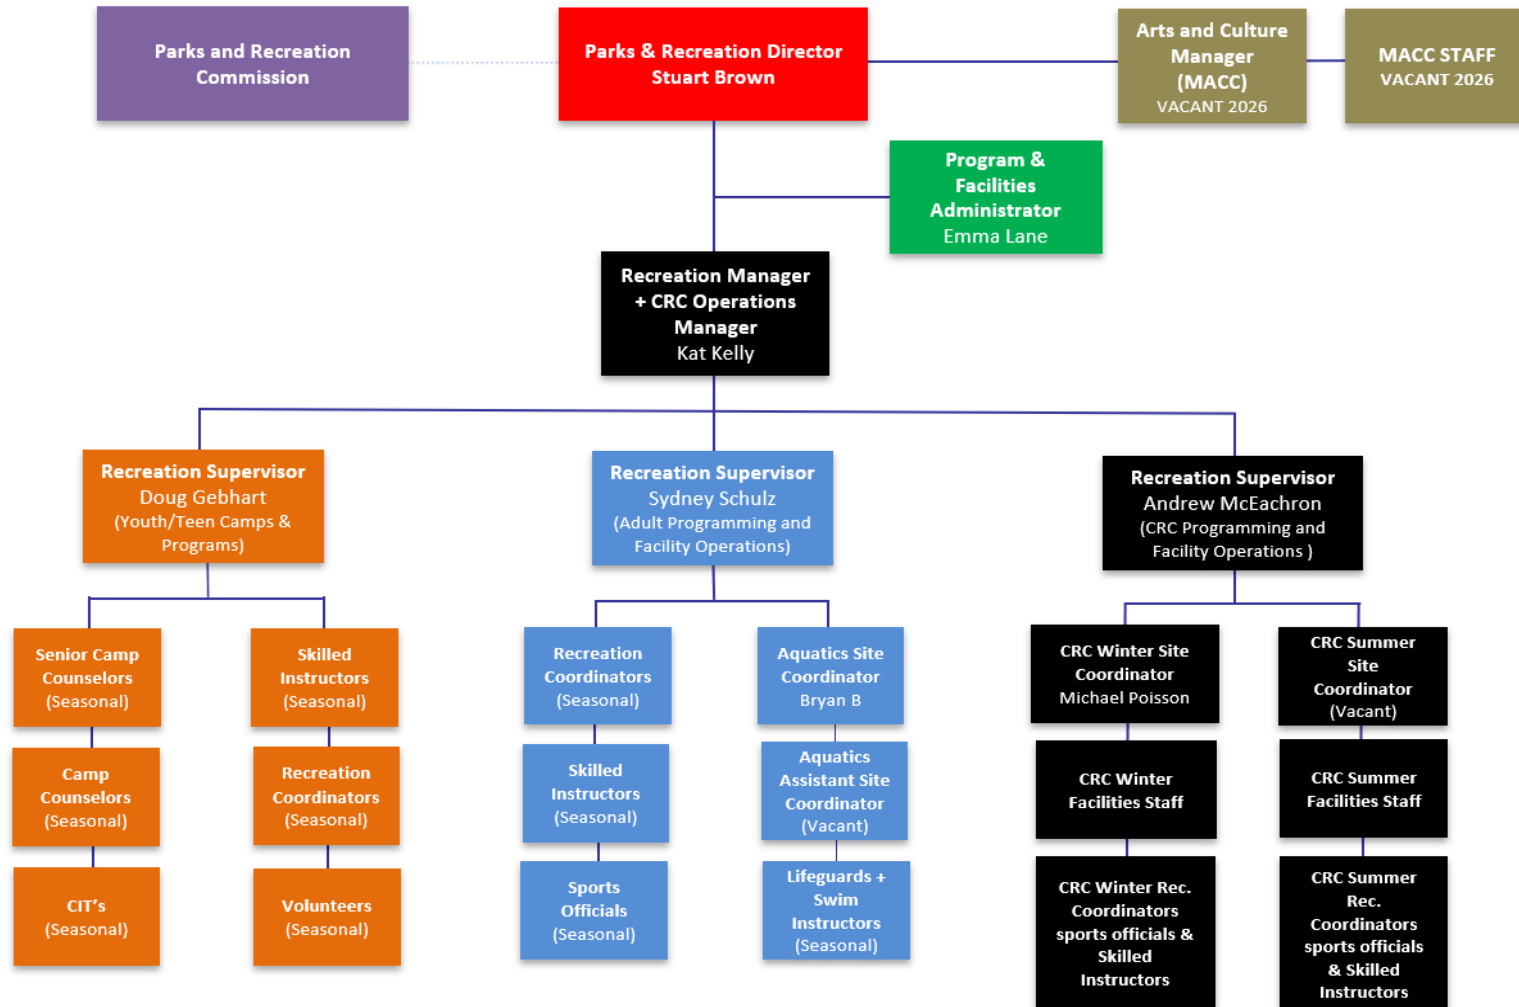 Parks and Recreation
Commission
Parks & Recreation Director
Stuart Brown
Arts and Culture
Manager
(MACC)
VACANT 2026
MACC STAFF
VACANT 2026
Program &
Facilities
Administrator
Emma Lane
Recreation Manager
+ CRC Operations
Manager
Kat Kelly
Recreation Supervisor
Doug Gebhart
(Youth/Teen Camps &
Programs)
Recreation Supervisor
Sydney Schulz
(Adult Programming and
Facility Operations)
Recreation Supervisor
Andrew McEachron
(CRC Programming and
Facility Operations )
Senior Camp
Counselors
(Seasonal)
Skilled
Instructors
(Seasonal)
Recreation
Coordinators
(Seasonal)
Aquatics Site
Coordinator
Bryan B
CRC Winter Site
Coordinator
Michael Poisson
CRC Summer
Site
Coordinator
(Vacant)
Camp
Counselors
(Seasonal)
Recreation
Coordinators
(Seasonal)
Skilled
Instructors
(Seasonal)
Aquatics
Assistant Site
Coordinator
(Vacant)
CRC Winter
Facilities Staff
CRC Summer
Facilities Staff
CIT's
(Seasonal)
Volunteers
(Seasonal)
Sports
Officials
(Seasonal)
Lifeguards +
Swim
Instructors
(Seasonal)
CRC Winter Rec.
Coordinators
sports officials &
Skilled
Instructors
CRC Summer
Rec.
Coordinators
sports officials
& Skilled
Instructors